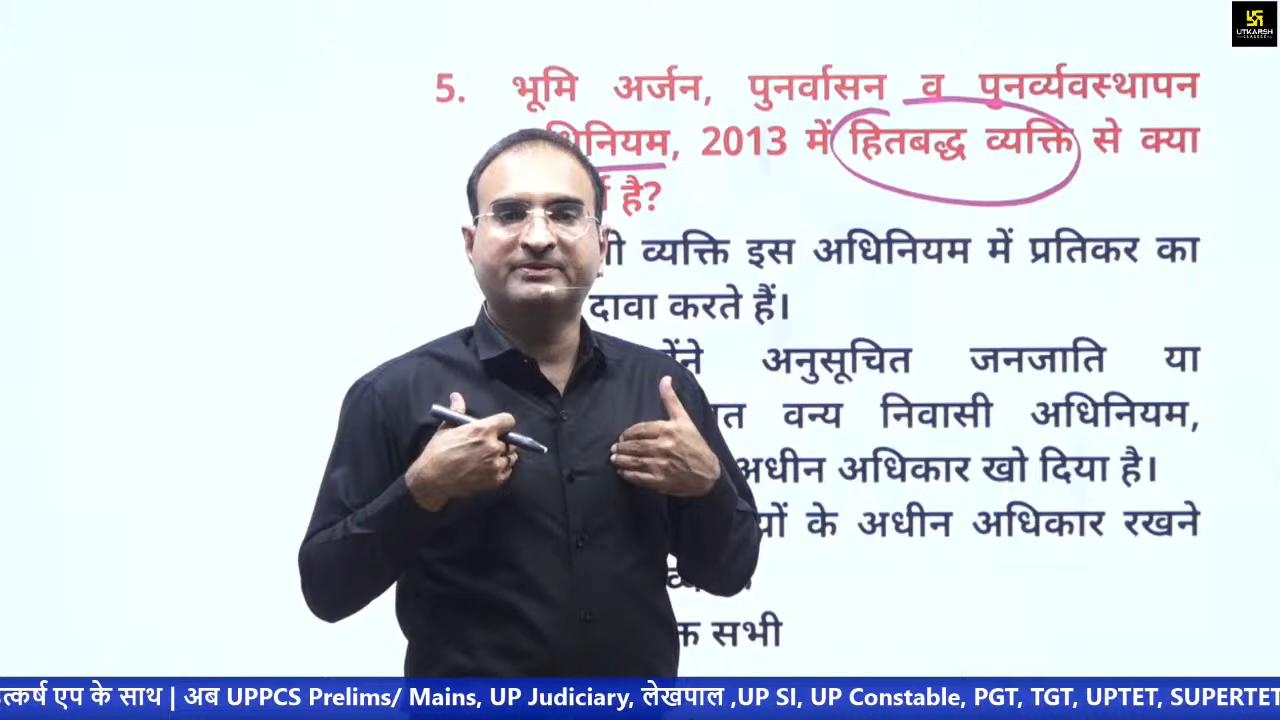 UTKARSH
CLASSES
5. भूमि अर्जन, पुनर्वासन व पुनर्व्यवस्थापन
2013 में हितबद्ध व्यक्ति से क्या
है?
व्यक्ति इस अधिनियम में प्रतिकर का
दावा करते हैं।
अनुसूचित जनजाति या
वन्य निवासी अधिनियम,
अधीन अधिकार खो दिया है।
के अधीन अधिकार रखने
सभी
एप के साथ | अब UPPCS Prelims/ Mains, UP Judiciary, लेखपाल ,UP SI, UP Constable, PGT, TGT, UPTET, SUPERTET